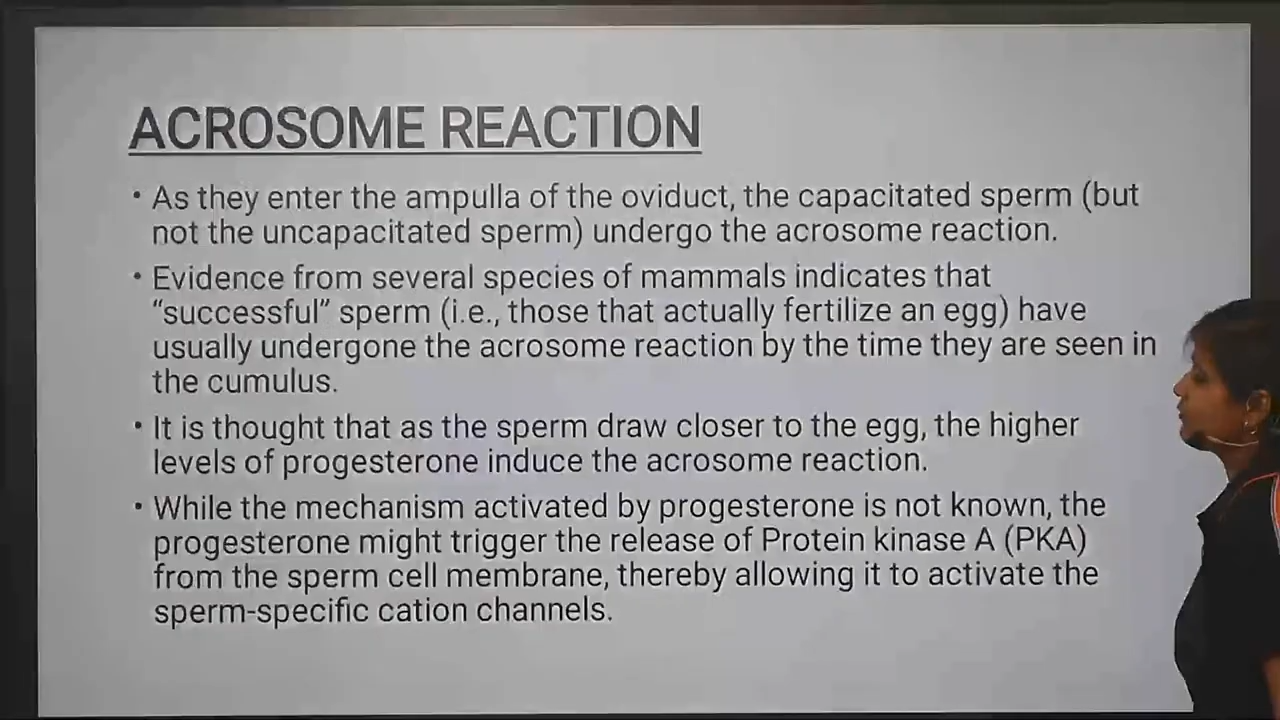 ACROSOME REACTION
• As they enter the ampulla of the oviduct, the capacitated sperm (but
not the uncapacitated sperm) undergo the acrosome reaction.
• Evidence from several species of mammals indicates that
“successful” sperm (i.e., those that actually fertilize an egg) have
usually undergone the acrosome reaction by the time they are seen in
the cumulus.
• It is thought that as the sperm draw closer to the egg, the higher
levels of progesterone induce the acrosome reaction.
• While the mechanism activated by progesterone is not known, the
progesterone might trigger the release of Protein kinase A (PKA)
from the sperm cell membrane, thereby allowing it to activate the
sperm-specific cation channels.